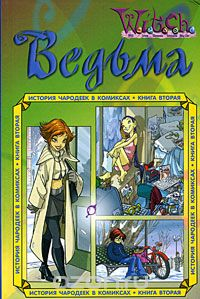 W.i.t.c.h.
Ведьма
ИСТОРИЯ ЧАРОДЕЕК В КОМИКСАХ • КНИГА ВТОРАЯ
ИСТОРИЯ ЧАРОДЕЕК В КОМИКСАХ • КНИГА ВТОРАЯ
ИСТОРИЯ ЧАРОДЕЕК В КОМИКСАХ • КНИГА ВТОРАЯ
ИСТОРИЯ ЧАРОДЕЕК В КОМИКСАХ • КНИГА ВТОРАЯ